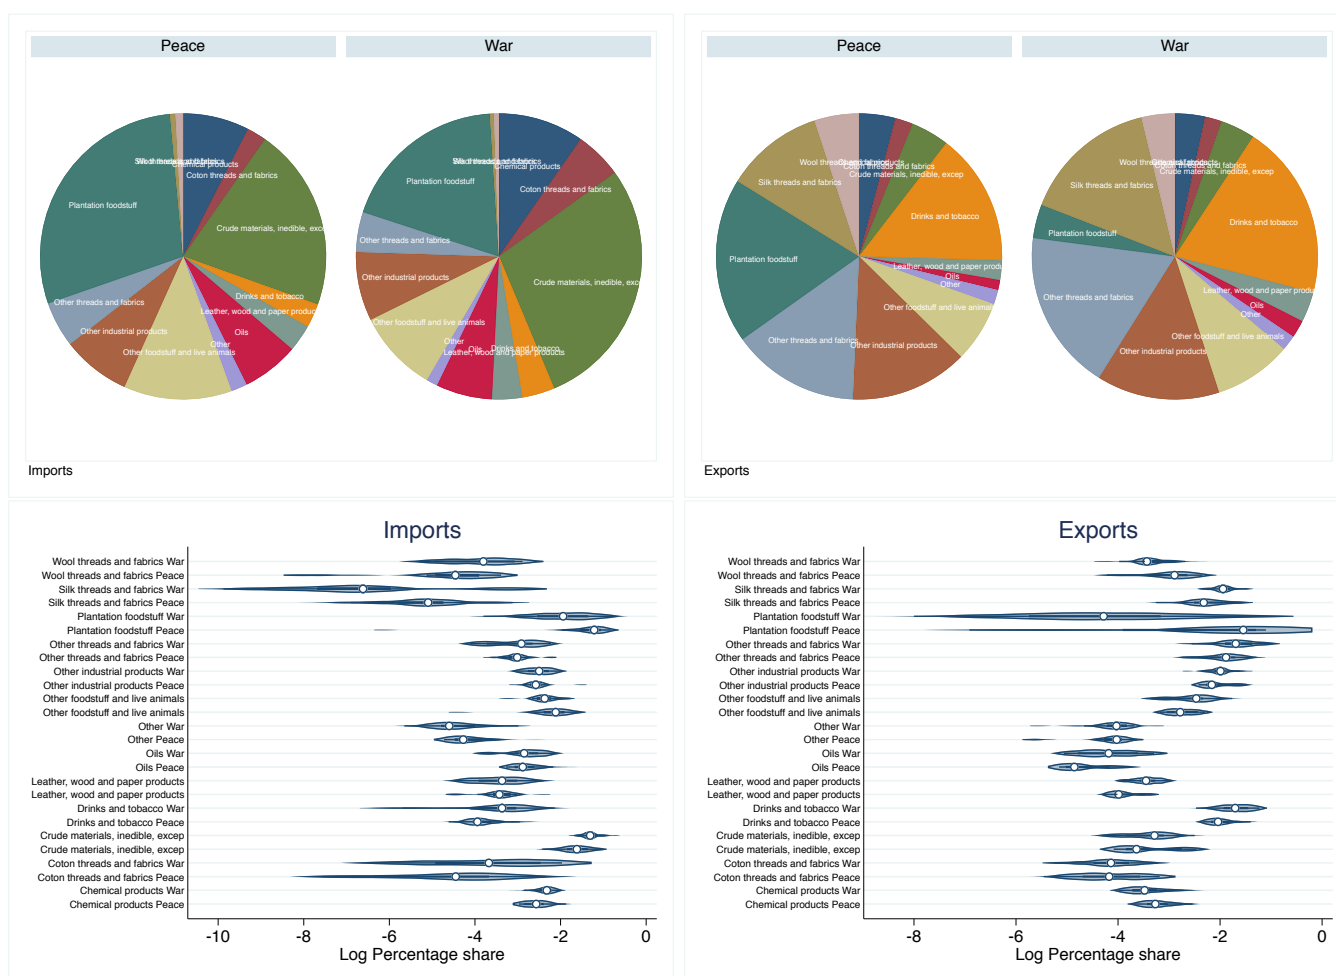 Peace
War
Wool threads and fabrics
Silk threads and fabrics
Chemical products
Coton threads and fabrics
Plantation foodstuff
Crude materials, inedible, exc
Drinks and tobacco
Leather, wood and paper produc
Oils
Other
Other threads and fabrics
Other industrial products
Other foodstuff and live animals
Chemical products
Coton threads and fabrics
Plantation foodstuff
Other threads and fabrics
Other industrial products
Crude materials, inedible, exc
Other foodstuff and live animals
Other
Oils
Drinks and tobacco
Leather, wood and paper products
Imports
Peace
War
Wool threads and fabrics
Coton threads and fabrics
Crude materials, inedible, excep
Silk threads and fabrics
Drinks and tobacco
Plantation foodstuff
Leather, wood and paper produ
Oils
Other
Other foodstuff and live animals
Other threads and fabrics
Other industrial products
Coton threads and fabrics
Crude materials, inedible, excep
Silk threads and fabrics
Drinks and tobacco
Plantation foodstuff
Leather, wood and paper produ
Oils
Other
Other threads and fabrics
Other foodstuff and live animals
Other industrial products
Exports
Imports
Wool threads and fabrics War
Wool threads and fabrics Peace
Silk threads and fabrics War
Silk threads and fabrics Peace
Plantation foodstuff War
Plantation foodstuff Peace
Other threads and fabrics War
Other threads and fabrics Peace
Other industrial products War
Other industrial products Peace
Other foodstuff and live animals
Other foodstuff and live animals
Other War
Other Peace
Oils War
Oils Peace
Leather, wood and paper products
Leather, wood and paper products
Drinks and tobacco War
Drinks and tobacco Peace
Crude materials, inedible, excep
Crude materials, inedible, excep
Coton threads and fabrics War
Coton threads and fabrics Peace
Chemical products War
Chemical products Peace
-10 -8 -6 -4 -2 0
Log Percentage share
Exports
Wool threads and fabrics War
Wool threads and fabrics Peace
Silk threads and fabrics War
Silk threads and fabrics Peace
Plantation foodstuff War
Plantation foodstuff Peace
Other threads and fabrics War
Other threads and fabrics Peace
Other industrial products War
Other industrial products Peace
Other foodstuff and live animals
Other foodstuff and live animals
Other War
Other Peace
Oils War
Oils Peace
Leather, wood and paper products
Leather, wood and paper products
Drinks and tobacco War
Drinks and tobacco Peace
Crude materials, inedible, excep
Crude materials, inedible, excep
Coton threads and fabrics War
Coton threads and fabrics Peace
Chemical products War
Chemical products Peace
-8 -6 -4 -2 0
Log Percentage share